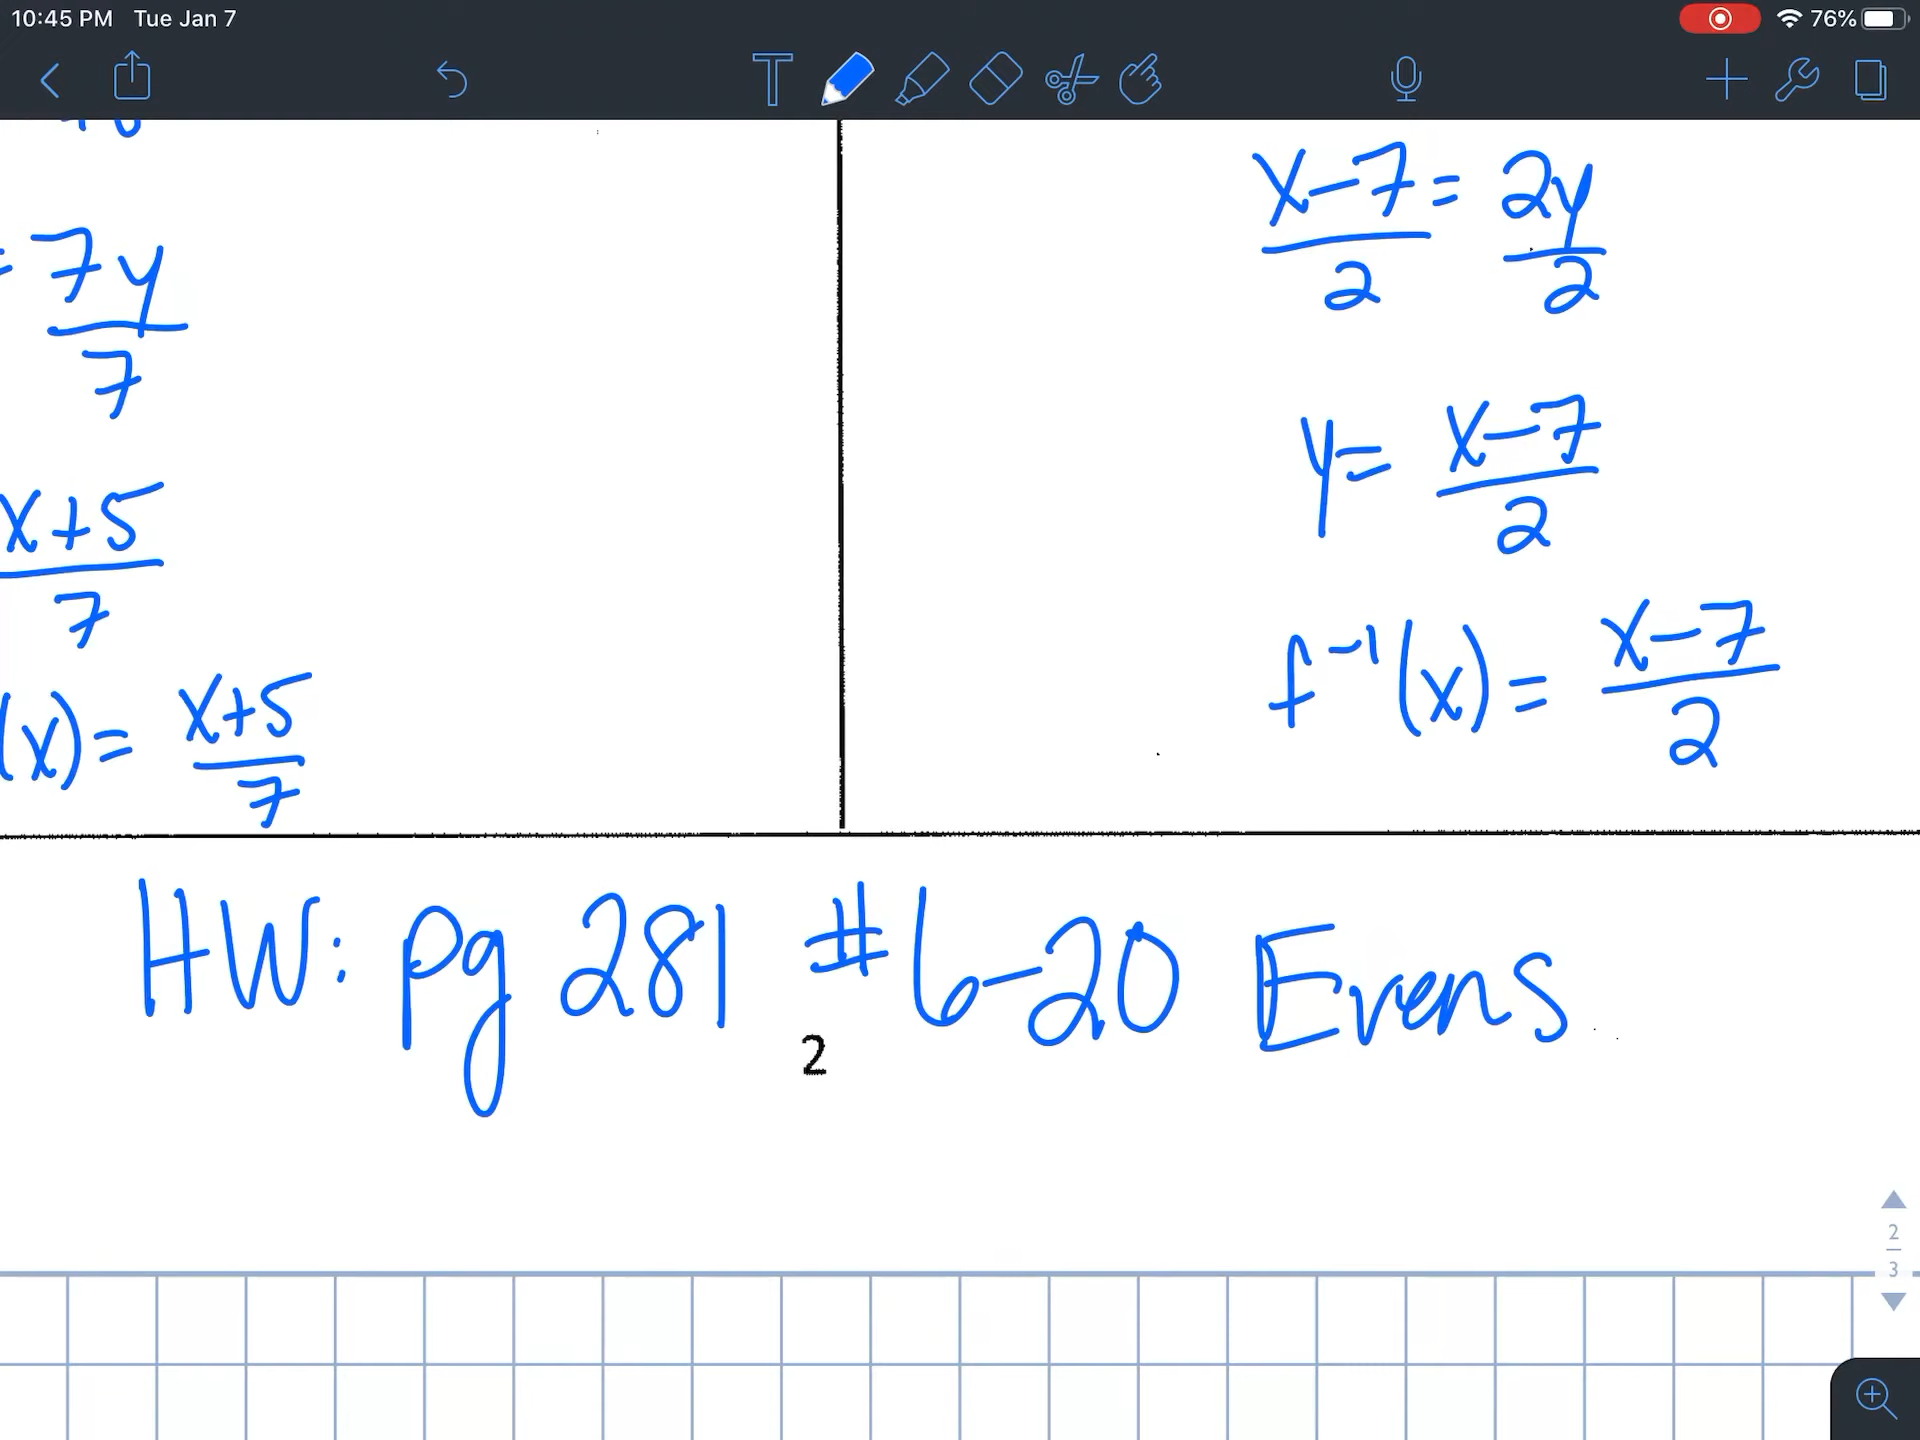 10:45 PM Tue Jan 7
76%
= 7y
7
x+5
7
(x) = x+5
7
x-7 = 2y
2 2
y = x-7
2
f⁻¹(x) = x-7
2
HW: pg 281 #6-20 Evens
2
2
3